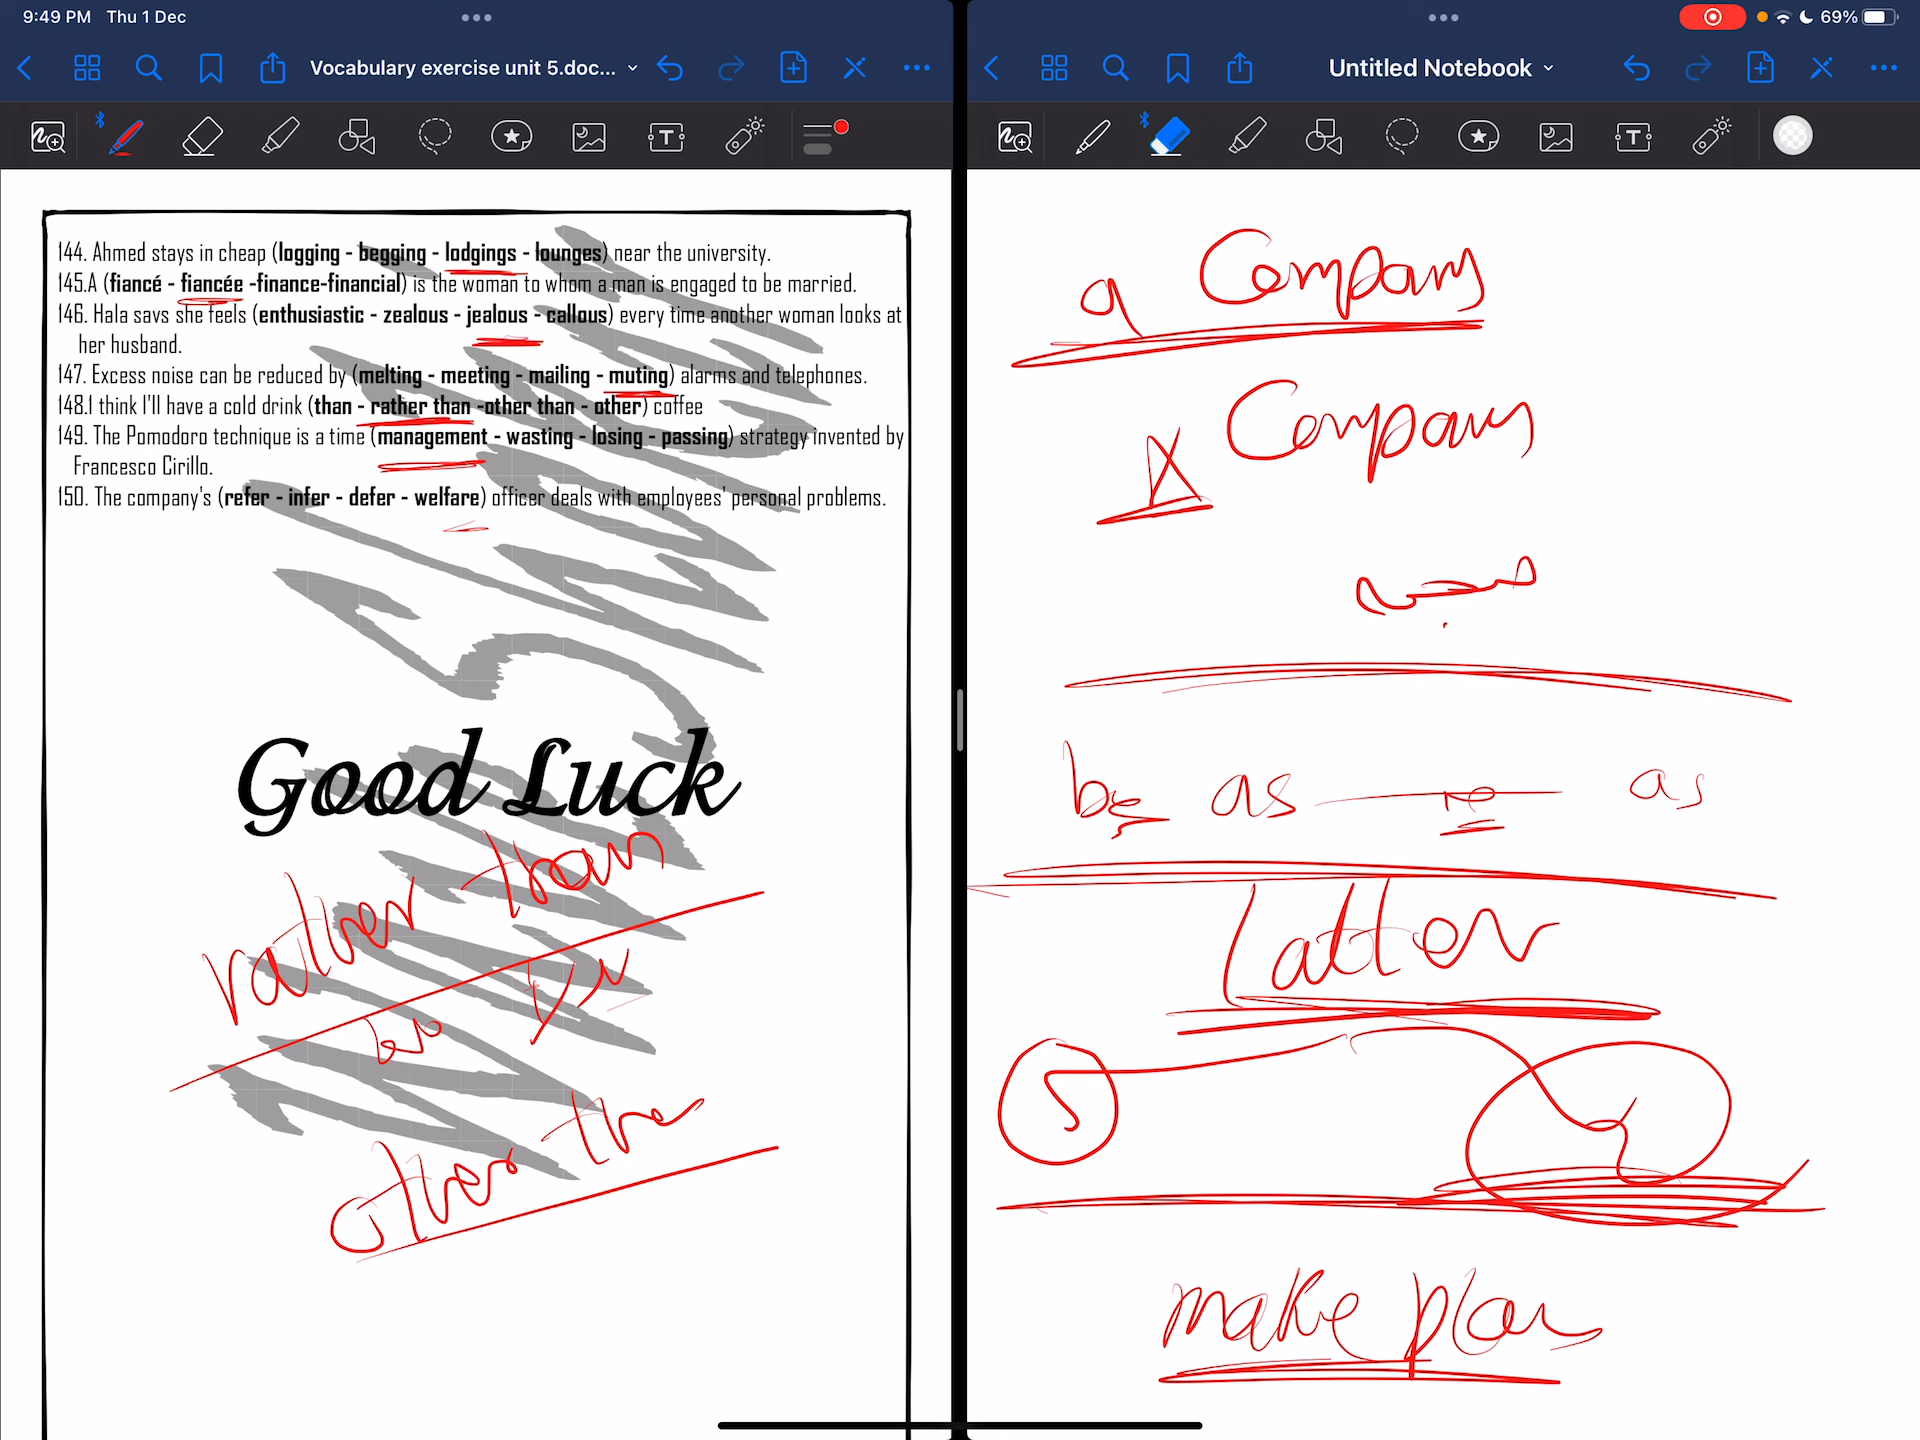 9:49 PM Thu 1 Dec
69%
Vocabulary exercise unit 5.doc...
Untitled Notebook
144. Ahmed stays in cheap (logging - begging - lodgings - lounges) near the university.
145.A (fiancé - fiancée -finance-financial) is the woman to whom a man is engaged to be married.
146. Hala says she feels (enthusiastic - zealous - jealous - callous) every time another woman looks at
her husband.
147. Excess noise can be reduced by (melting - meeting - mailing - muting) alarms and telephones.
148.I think I'll have a cold drink (than - rather than -other than - other) coffee
149. The Pomodoro technique is a time (management - wasting - losing - passing) strategy invented by
Francesco Cirillo.
150. The company's (refer - infer - defer - welfare) officer deals with employees' personal problems.
Good Luck
rather than
other tha
a Company
Company
be as as
latter
make plan